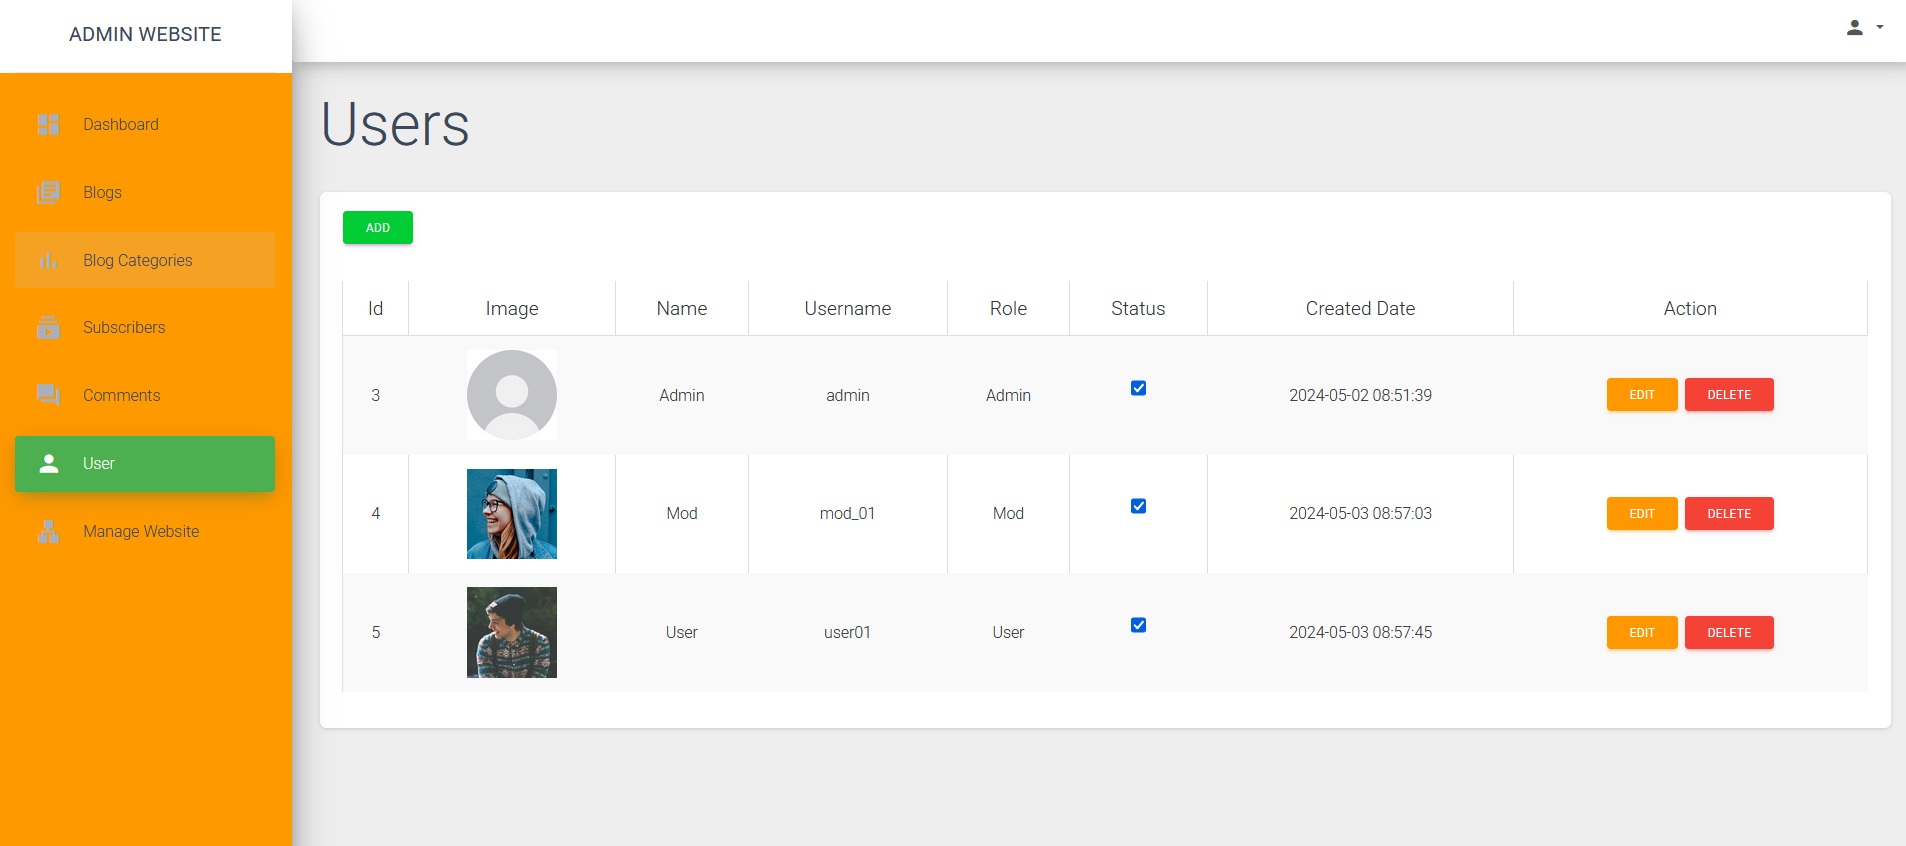 ADMIN WEBSITE
Dashboard
Blogs
Blog Categories
Subscribers
Comments
User
Manage Website
Users
ADD
Id Image Name Username Role Status Created Date Action
3 Admin admin Admin 2024-05-02 08:51:39 EDIT DELETE
4 Mod mod_01 Mod 2024-05-03 08:57:03 EDIT DELETE
5 User user01 User 2024-05-03 08:57:45 EDIT DELETE